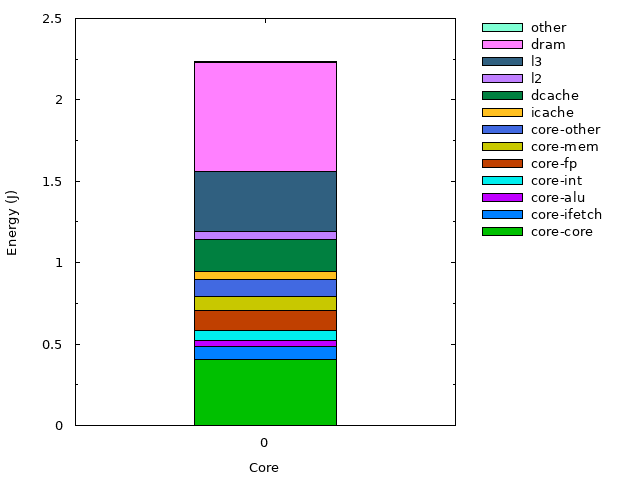 2.5
2
1.5
1
0.5
0
Energy (J)
0
Core
other
dram
l3
l2
dcache
icache
core-other
core-mem
core-fp
core-int
core-alu
core-ifetch
core-core